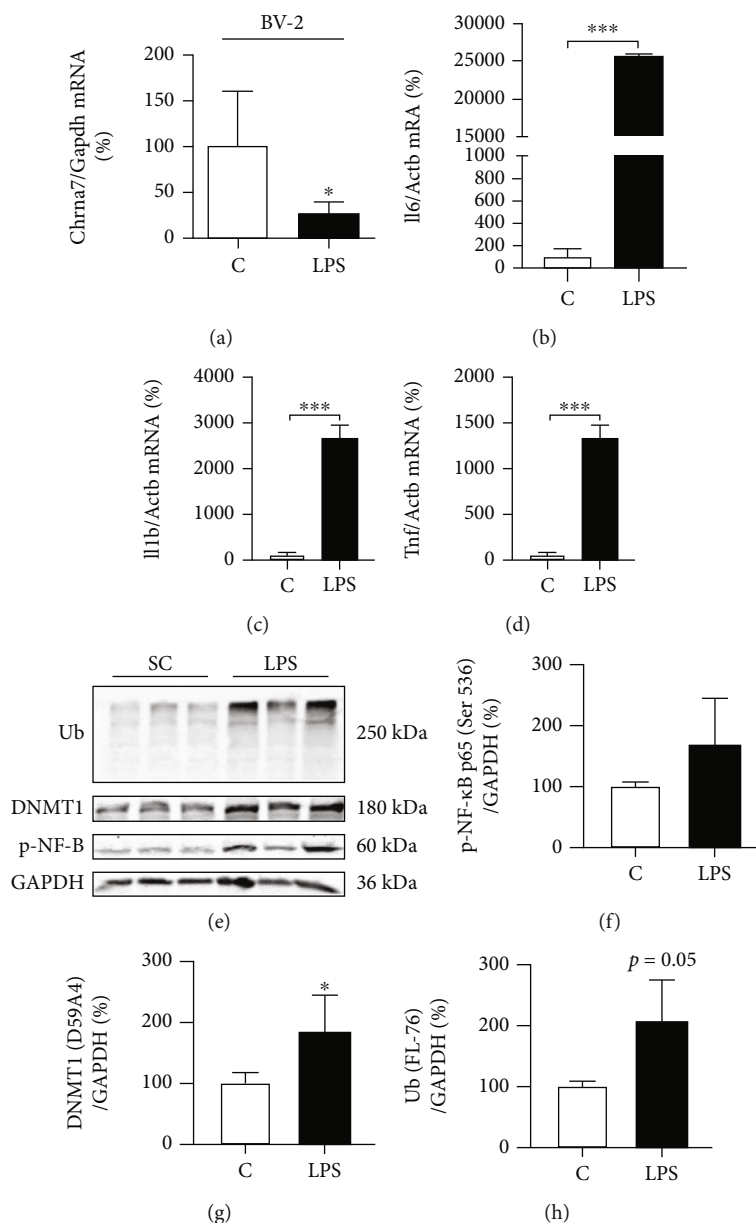 BV-2
Chrna7/Gapdh mRNA
(%)
200
150
100
50
0
*
C
LPS
(a)
Il6/Actb mRA (%)
30000
25000
20000
15000
1000
800
600
400
200
0
***
C
LPS
(b)
Il1b/Actb mRNA (%)
4000
3000
2000
1000
0
***
C
LPS
(c)
Tnf/Actb mRNA (%)
2000
1500
1000
500
0
***
C
LPS
(d)
SC
LPS
Ub
250 kDa
DNMT1
180 kDa
p-NF-B
60 kDa
GAPDH
36 kDa
(e)
p-NF-κB p65 (Ser 536)
/GAPDH (%)
300
200
100
0
C
LPS
(f)
DNMT1 (D59A4)
/GAPDH (%)
300
200
100
0
*
C
LPS
(g)
Ub (FL-76)
/GAPDH (%)
300
200
100
0
p = 0.05
C
LPS
(h)